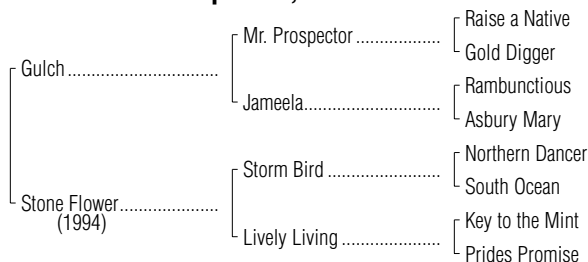 Raise a Native
Mr. Prospector ..................
Gold Digger
Gulch ................................
Rambunctious
Jameela.............................
Asbury Mary
Northern Dancer
Storm Bird ........................
South Ocean
Stone Flower.....................
(1994)
Key to the Mint
Lively Living .....................
Prides Promise